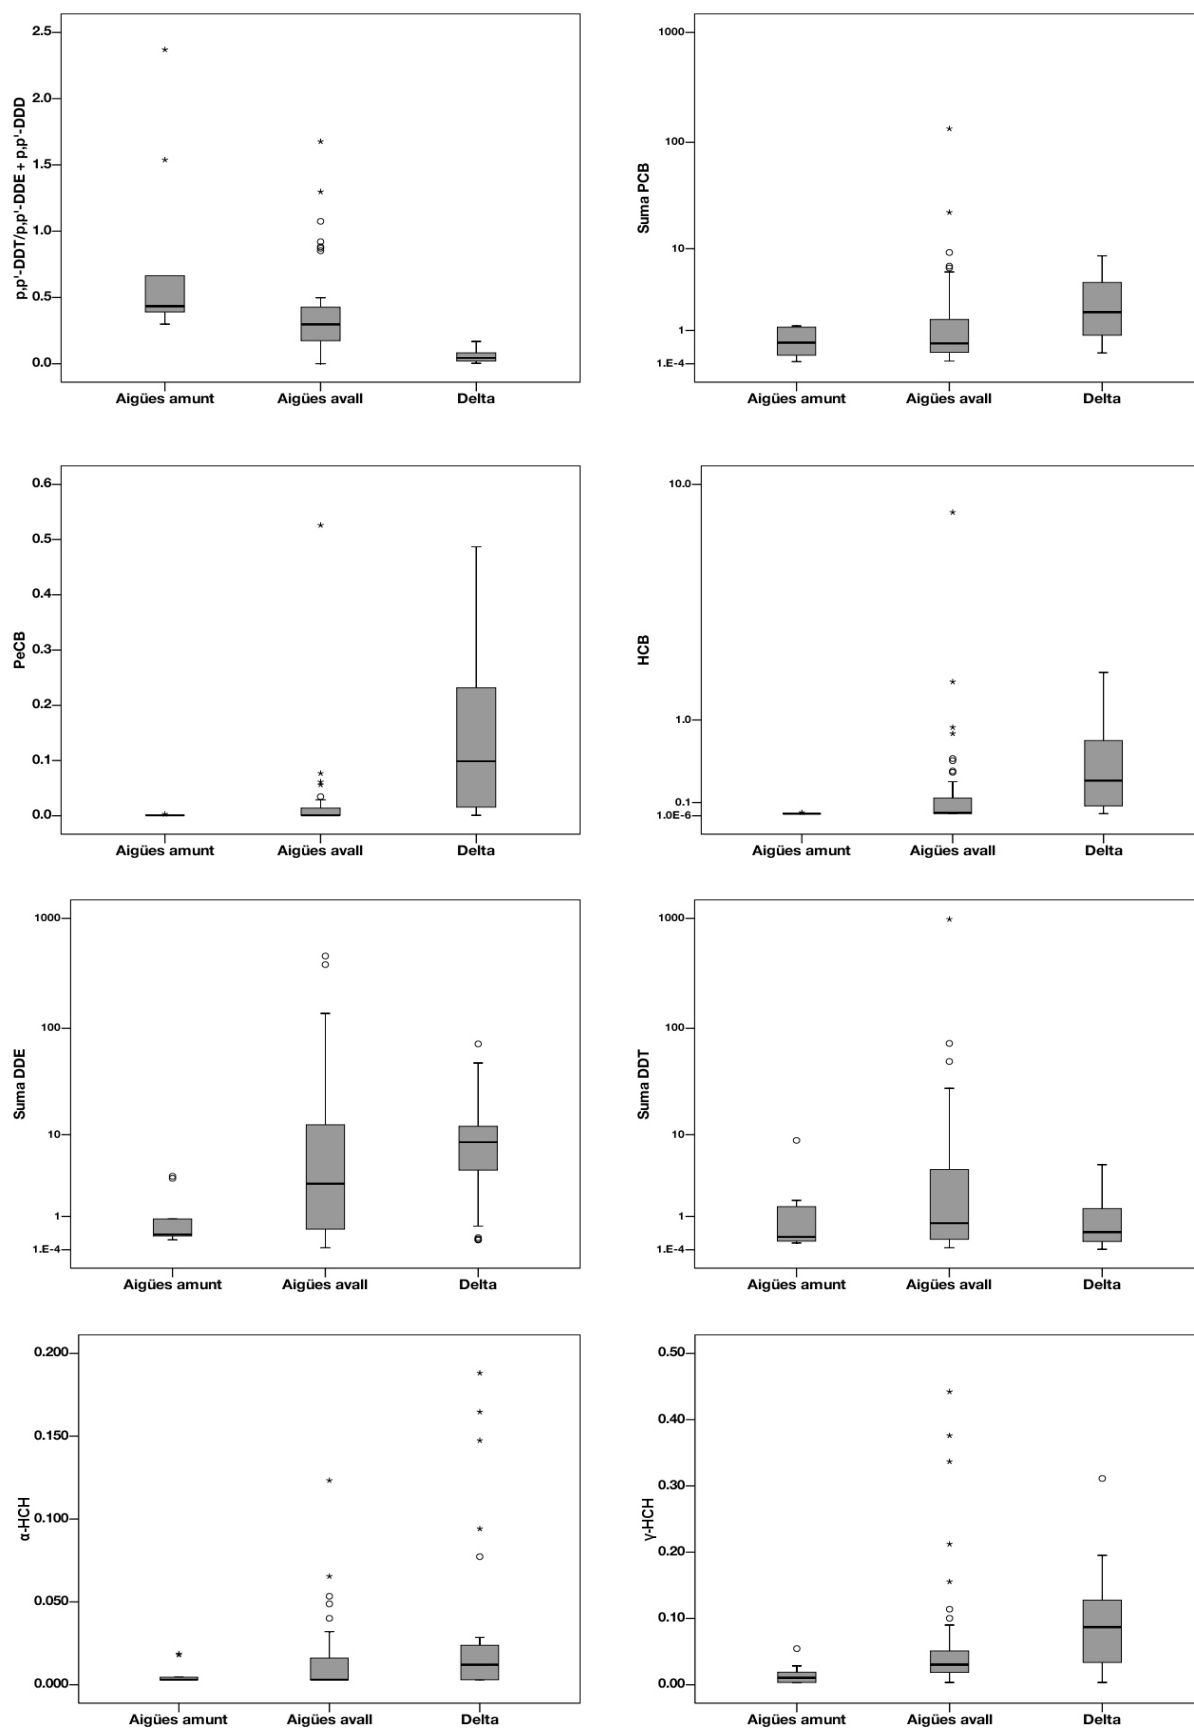 p,p'-DDT/p,p'-DDE + p,p'-DDD
2.5
2.0
1.5
1.0
0.5
0.0
Aigües amunt Aigües avall Delta
Suma PCB
1000
100
10
1
1.E-4
Aigües amunt Aigües avall Delta
PeCB
0.6
0.5
0.4
0.3
0.2
0.1
0.0
Aigües amunt Aigües avall Delta
HCB
10.0
1.0
0.1
1.0E-6
Aigües amunt Aigües avall Delta
Suma DDE
1000
100
10
1
1.E-4
Aigües amunt Aigües avall Delta
Suma DDT
1000
100
10
1
1.E-4
Aigües amunt Aigües avall Delta
α-HCH
0.200
0.150
0.100
0.050
0.000
Aigües amunt Aigües avall Delta
γ-HCH
0.50
0.40
0.30
0.20
0.10
0.00
Aigües amunt Aigües avall Delta